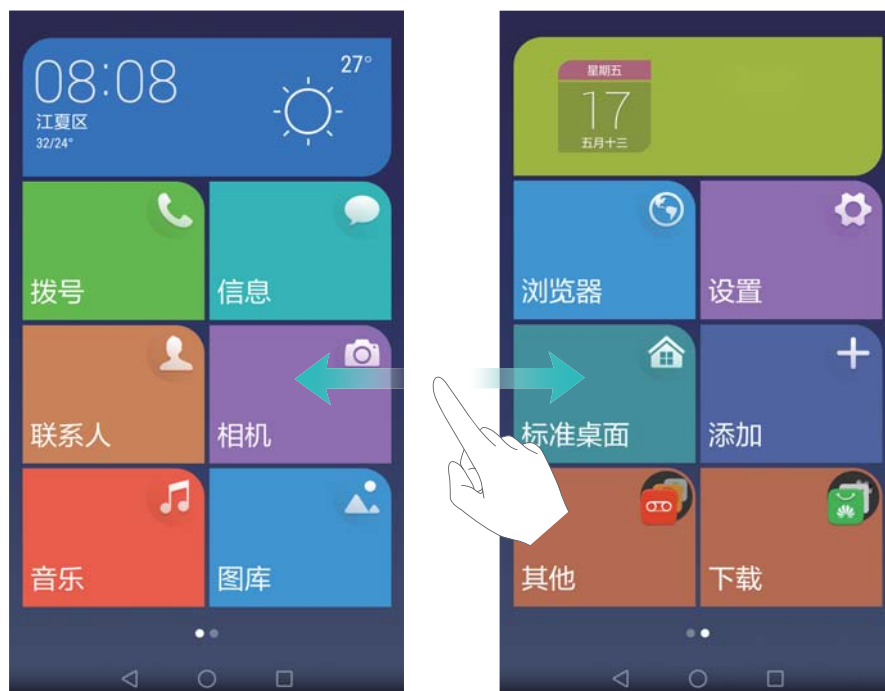 08:08
27°
江夏区
32/24°
拨号
信息
联系人
相机
音乐
图库
星期五
17
五月十三
浏览器
设置
标准桌面
添加
其他
下载